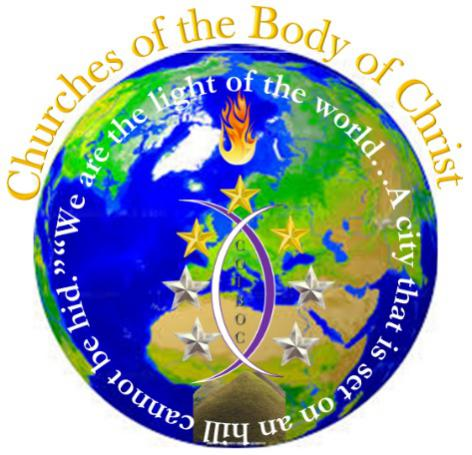 Churches of the Body of Christ
“We are the light of the world...A city that is set on an hill cannot be hid.”